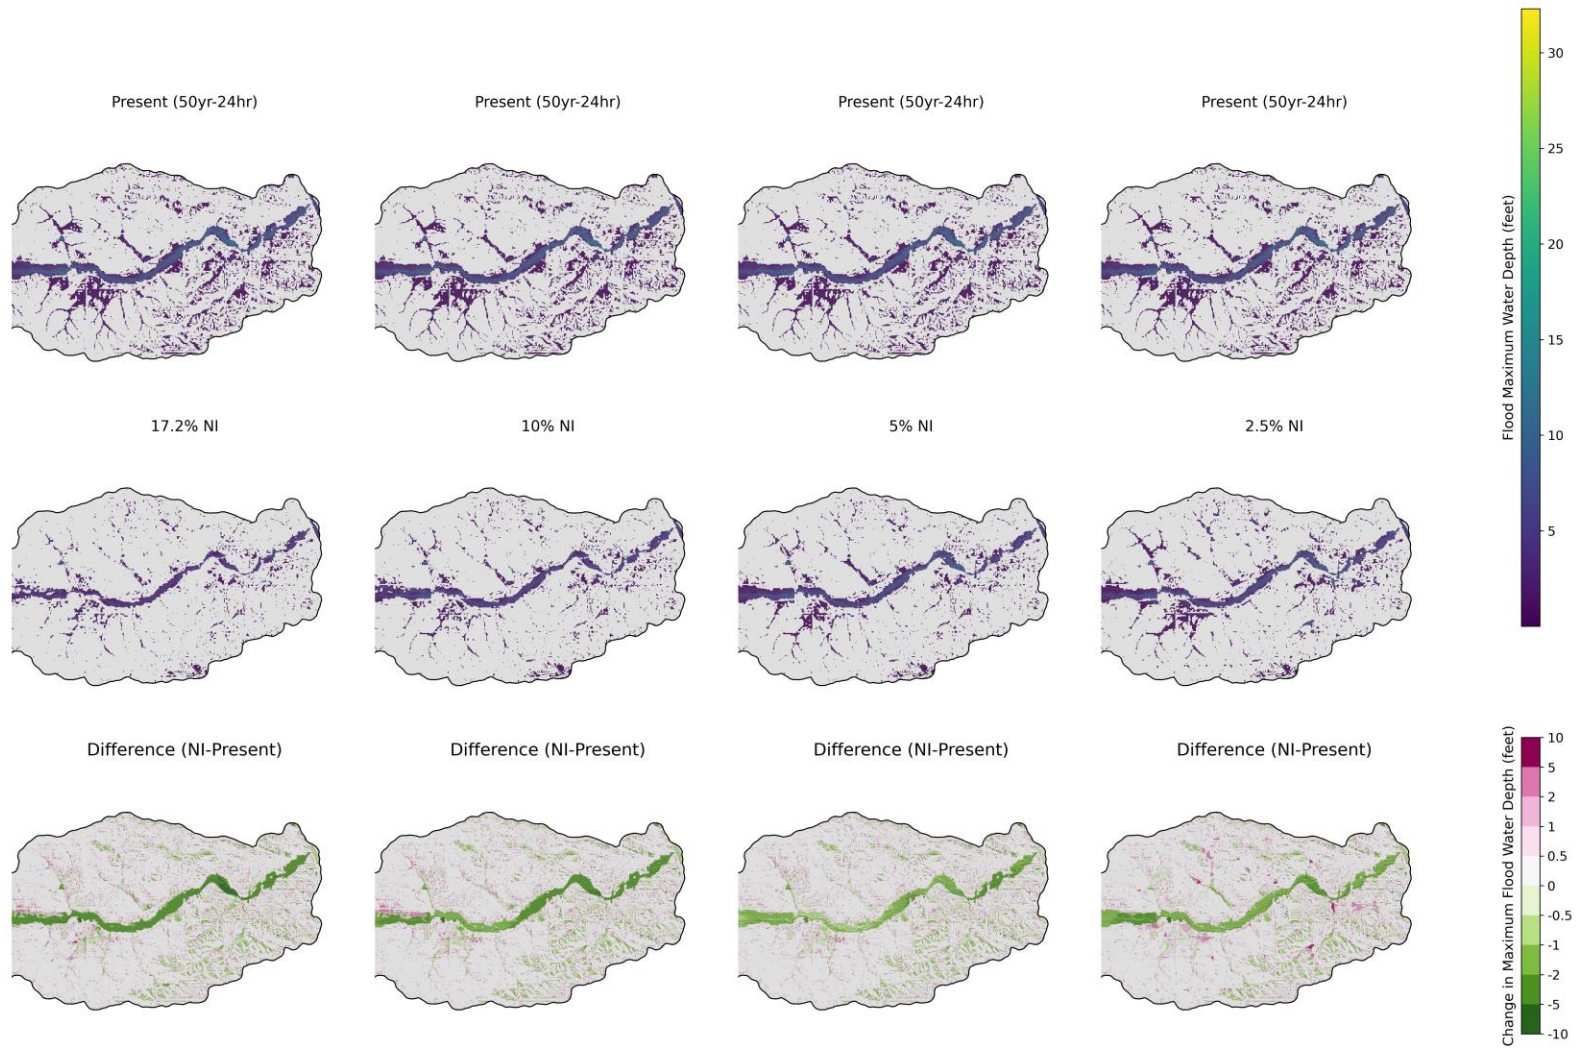 Present (50yr-24hr)
Present (50yr-24hr)
Present (50yr-24hr)
Present (50yr-24hr)
17.2% NI
10% NI
5% NI
2.5% NI
Difference (NI-Present)
Difference (NI-Present)
Difference (NI-Present)
Difference (NI-Present)
Flood Maximum Water Depth (feet)
30
25
20
15
10
5
Change in Maximum Flood Water Depth (feet)
10
5
2
1
0.5
0
-0.5
-1
-2
-5
-10